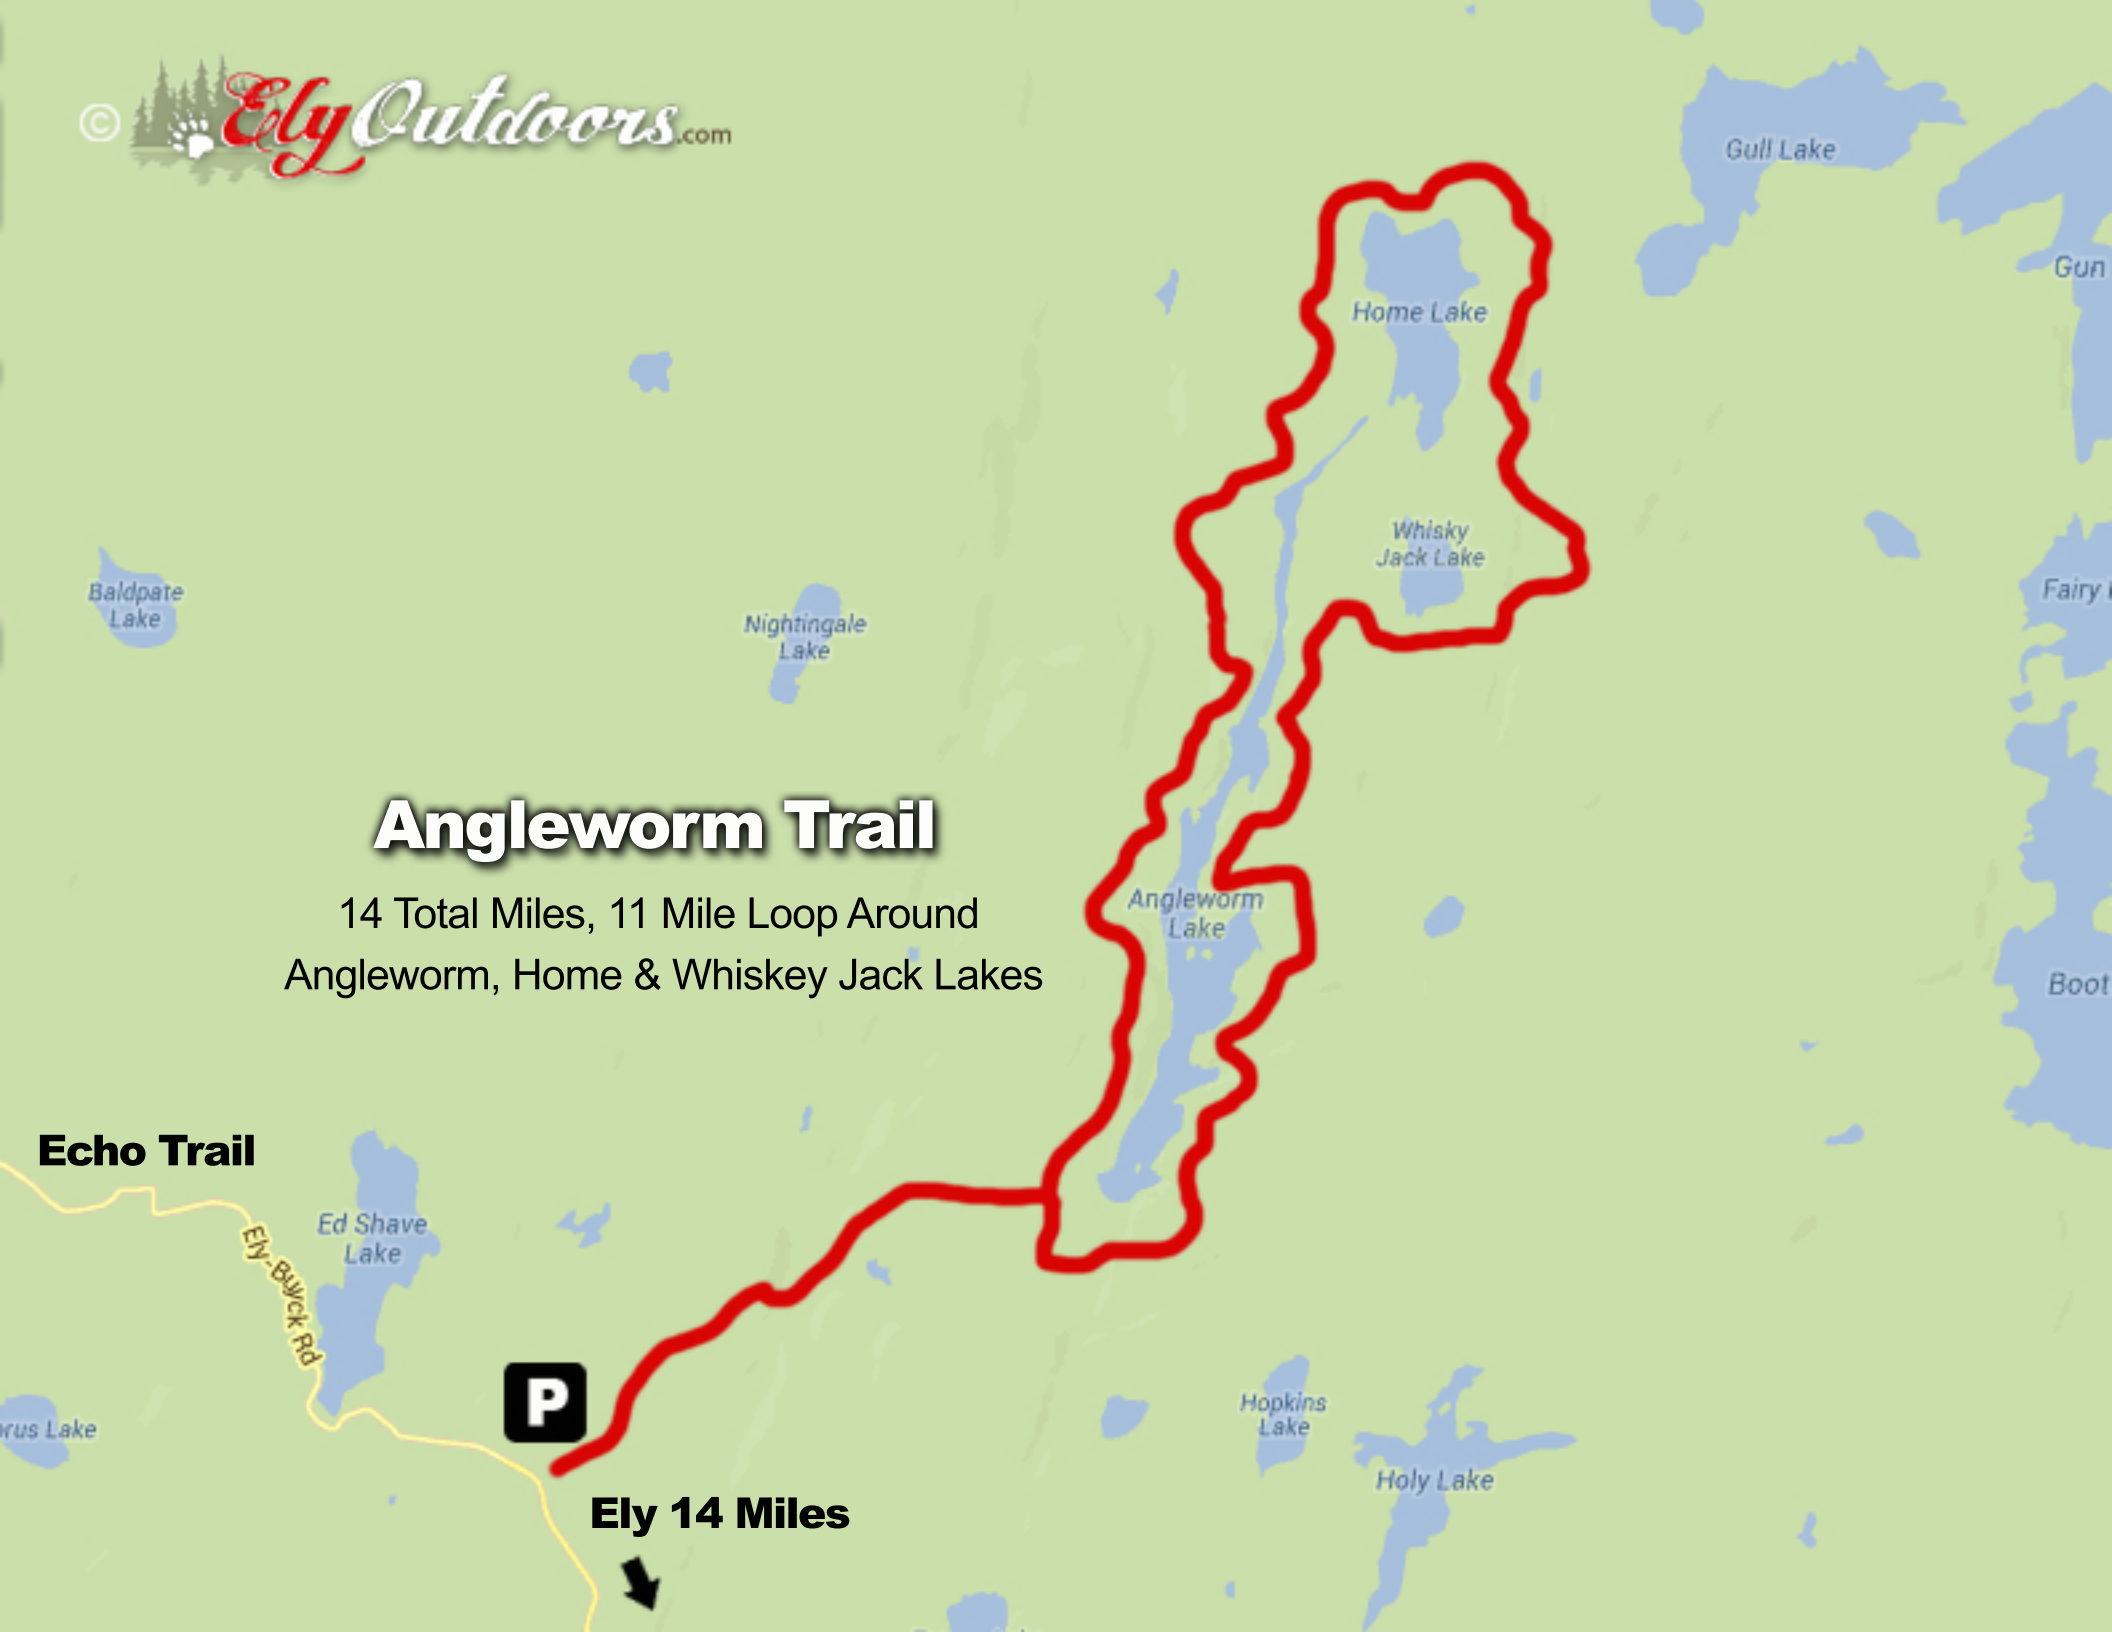 © ElyOutdoors.com
Gull Lake
Gun
Home Lake
Whisky
Jack Lake
Baldpate
Lake
Nightingale
Lake
Fairy
Angleworm Trail
14 Total Miles, 11 Mile Loop Around
Angleworm, Home & Whiskey Jack Lakes
Angleworm
Lake
Boot
Echo Trail
Ed Shave
Lake
Ely-Buyck Rd
P
rus Lake
Hopkins
Lake
Holy Lake
Ely 14 Miles